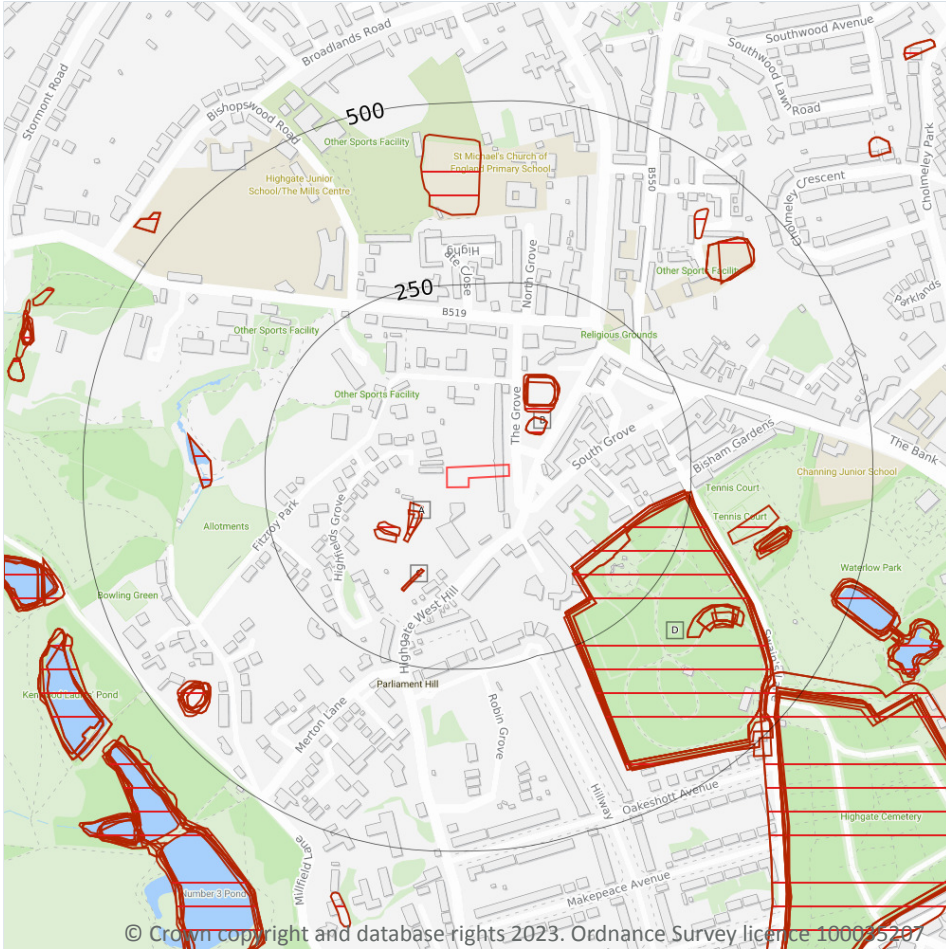 Southwood Avenue
Broadlands Road
Southwood Lawn
Road
Stormont Road
Bishopswood Road
500
Other Sports Facility
St Michael's Church of
England Primary School
B550
Cholmeley Park
Highgate Junior
School/The Mills Centre
Cholmeley Crescent
Highg
ate Close
North Grove
Other Sports Facility
250
Parklands
B519
Other Sports Facility
Religious Grounds
Other Sports Facility
The Grove
B
South Grove
Bisham Gardens
The Bank
Channing Junior School
Tennis Court
A
Tennis Court
Fitzroy Park
Highfields Grove
Allotments
Waterlow Park
Bowling Green
Highgate West Hill
D
Swain's L
Parliament Hill
Kenwood Ladies' Pond
Merton Lane
Robin Grove
Hillway
Oakeshott Avenue
Highgate Cemetery
Millfield Lane
Makepeace Avenue
Number 3 Pond
© Crown copyright and database rights 2023. Ordnance Survey licence 100035207